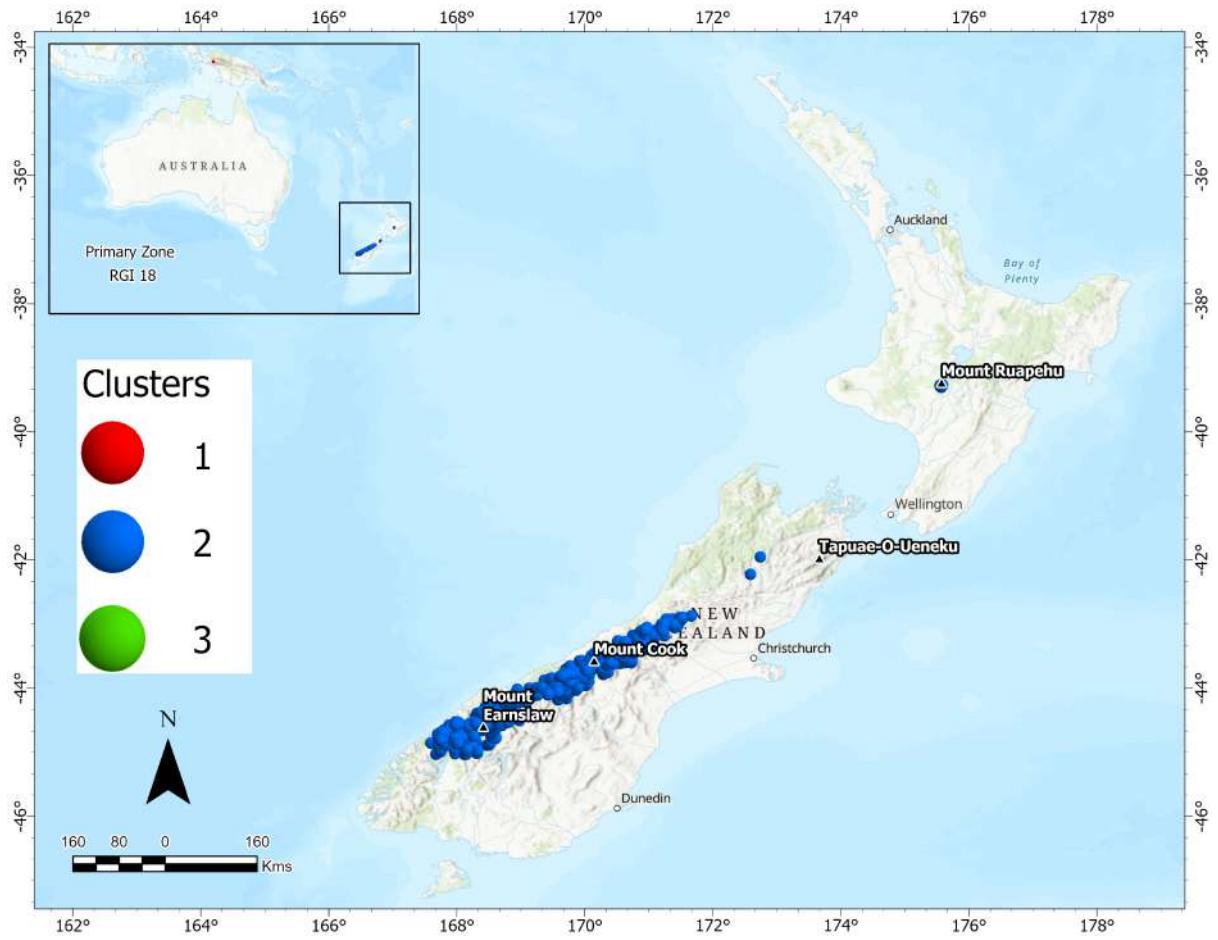 162° 164° 166° 168° 170° 172° 174° 176° 178°
-34°
-34°
AUSTRALIA
Primary Zone
RGI 18
-36°
-36°
Auckland
Bay of
Plenty
-38°
-38°
Clusters
1
2
3
Mount Ruapehu
-40°
-40°
Wellington
Tapuae-O-Ueneku
-42°
-42°
NEW
EALAND
Mount Cook
Christchurch
-44°
-44°
Mount
Earnslaw
N
Dunedin
-46°
-46°
160 80 0 160
Kms
162° 164° 166° 168° 170° 172° 174° 176° 178°